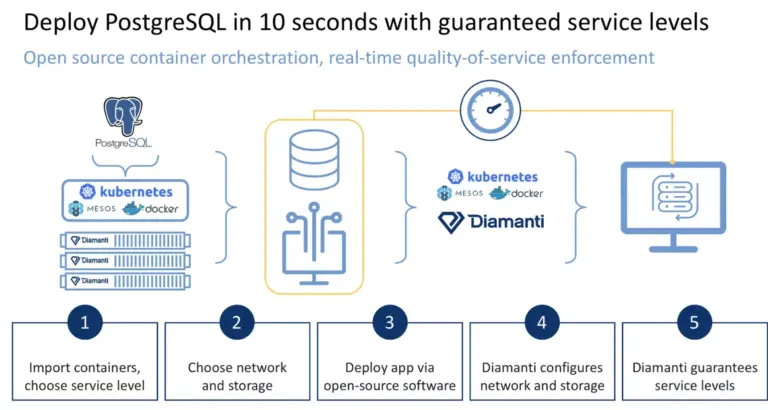 Deploy PostgreSQL in 10 seconds with guaranteed service levels
Open source container orchestration, real-time quality-of-service enforcement
PostgreSQL
kubernetes
MESOS docker
Diamanti
Diamanti
Diamanti
kubernetes
MESOS docker
Diamanti
1
Import containers,
choose service level
2
Choose network
and storage
3
Deploy app via
open-source software
4
Diamanti configures
network and storage
5
Diamanti guarantees
service levels